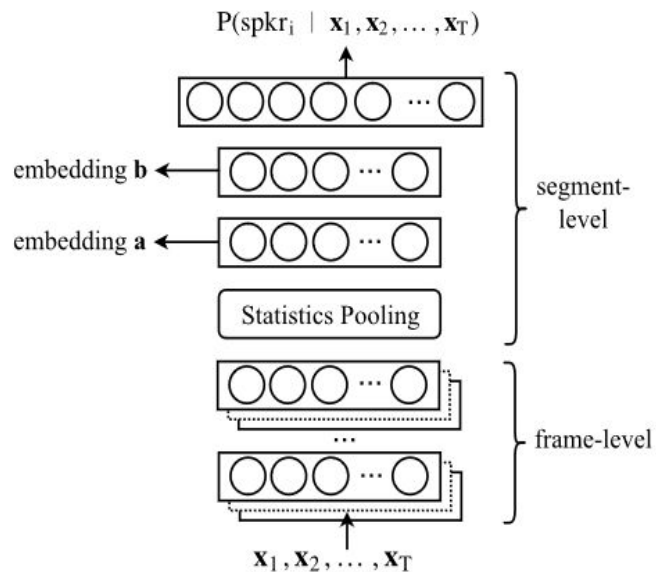 P(spkr_i | x_1, x_2, ..., x_T)
...
embedding b
...
segment-level
embedding a
...
Statistics Pooling
...
...
frame-level
...
x_1, x_2, ..., x_T